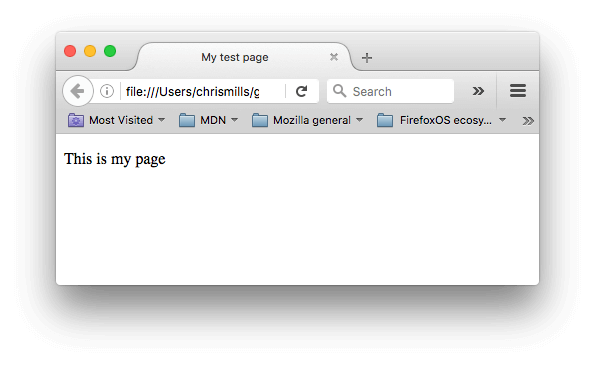 My test page
file:///Users/chrismills/g
Search
Most Visited MDN Mozilla general FirefoxOS ecosy...
This is my page